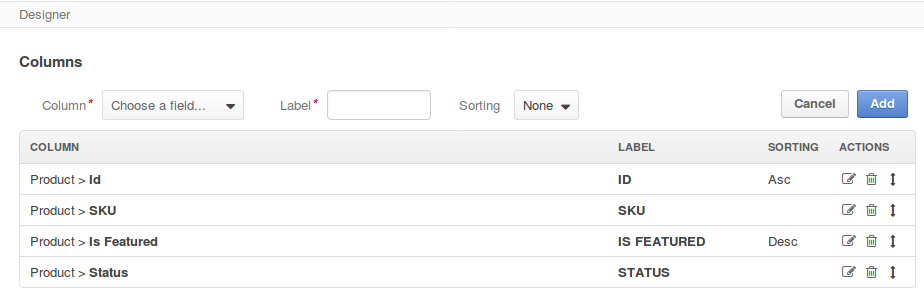 Designer
Columns
Column* Choose a field... Label* Sorting None Cancel Add
COLUMN LABEL SORTING ACTIONS
Product > Id ID Asc
Product > SKU SKU
Product > Is Featured IS FEATURED Desc
Product > Status STATUS